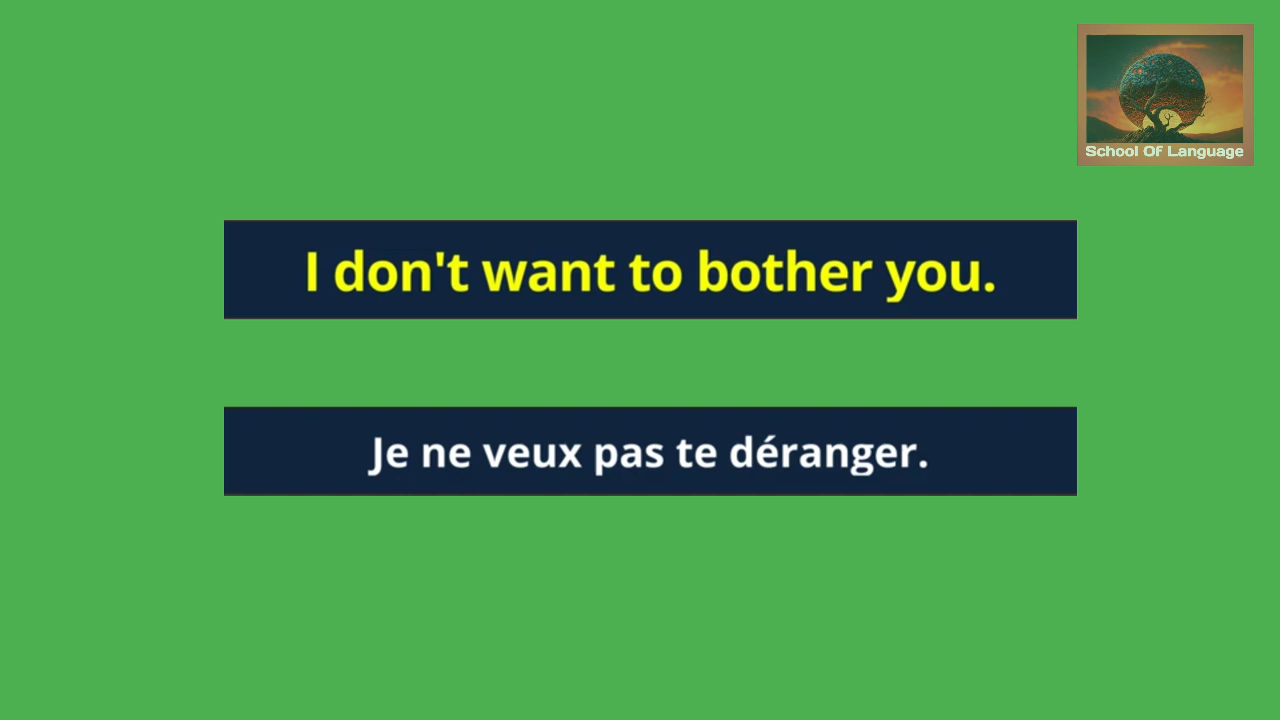 School Of Language
I don't want to bother you.
Je ne veux pas te déranger.